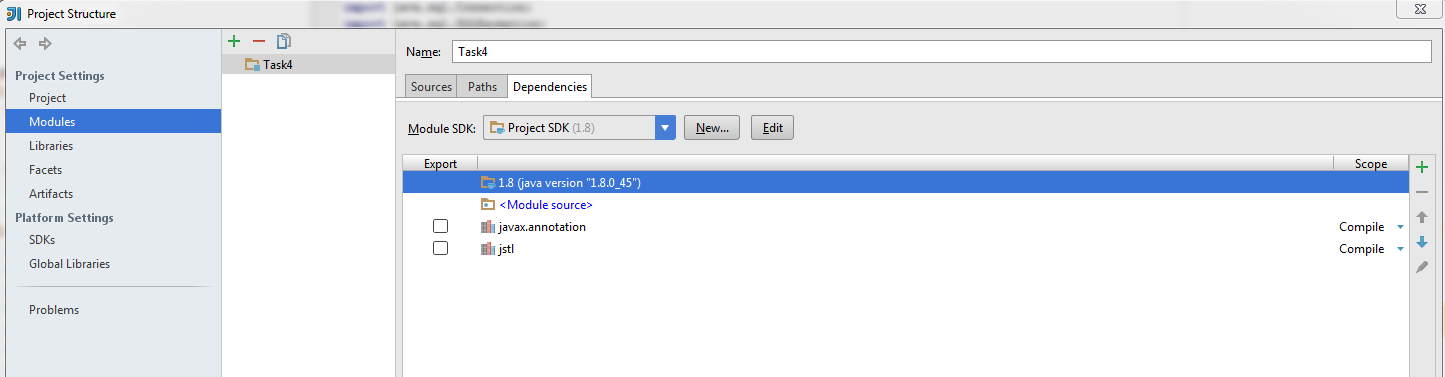 Project Structure
Project Settings
Project
Modules
Libraries
Facets
Artifacts
Platform Settings
SDKs
Global Libraries
Problems
Task4
Name: Task4
Sources Paths Dependencies
Module SDK: Project SDK (1.8) New... Edit
Export Scope
1.8 (java version "1.8.0_45")
<Module source>
javax.annotation Compile
jstl Compile